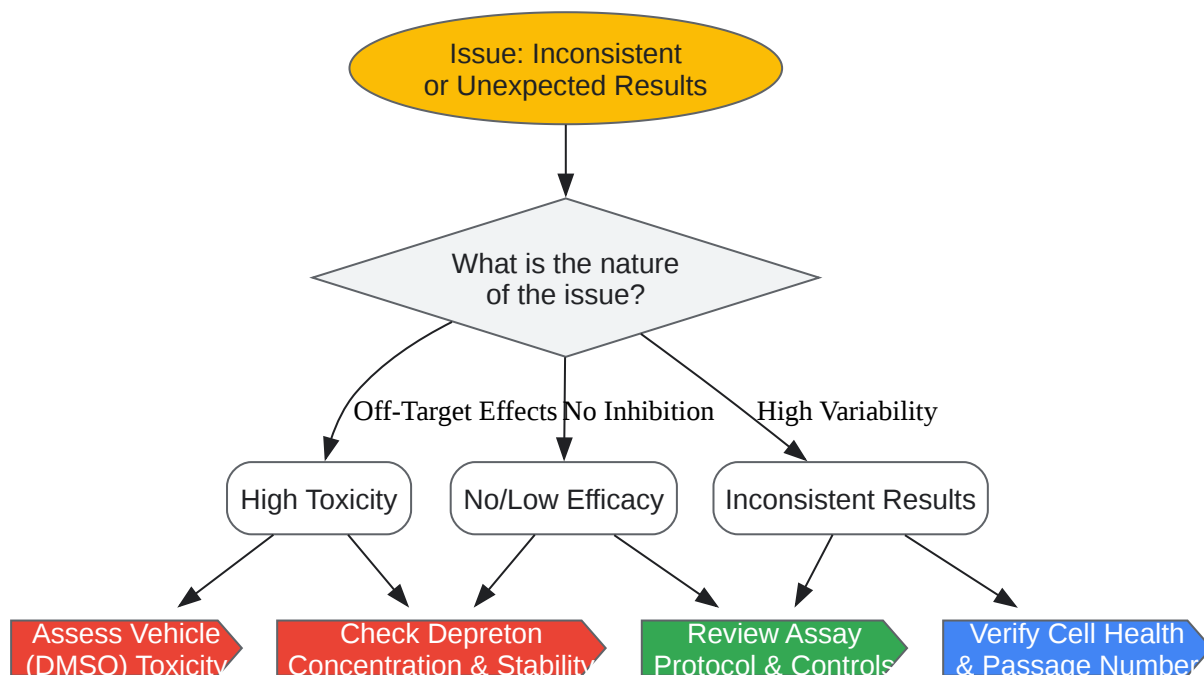 Issue: Inconsistent
or Unexpected Results
What is the nature
of the issue?
Off-Target Effects
No Inhibition
High Variability
High Toxicity
No/Low Efficacy
Inconsistent Results
Assess Vehicle
(DMSO) Toxicity
Check Depreton
Concentration & Stability
Review Assay
Protocol & Controls
Verify Cell Health
& Passage Number